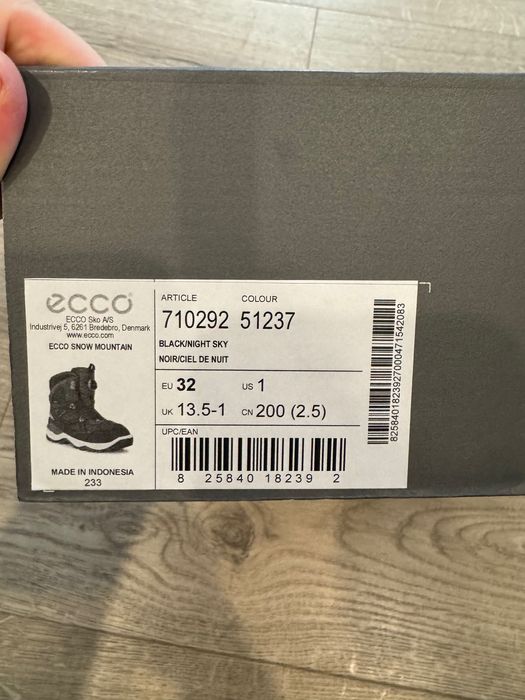 ecco
ECCO Sko A/S
Industrivej 5, 6261 Bredebro, Denmark
www.ecco.com
ECCO SNOW MOUNTAIN
MADE IN INDONESIA
233
ARTICLE COLOUR
710292 51237
BLACK/NIGHT SKY
NOIR/CIEL DE NUIT
EU 32 US 1
UK 13.5-1 CN 200 (2.5)
UPC/EAN
8 25840 18239 2
825840182392700047154208​3